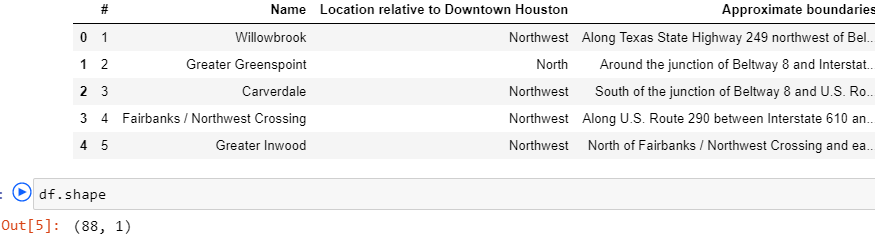 # Name Location relative to Downtown Houston Approximate boundaries
0 1 Willowbrook Northwest Along Texas State Highway 249 northwest of Bel...
1 2 Greater Greenspoint North Around the junction of Beltway 8 and Interstat...
2 3 Carverdale Northwest South of the junction of Beltway 8 and U.S. Ro...
3 4 Fairbanks / Northwest Crossing Northwest Along U.S. Route 290 between Interstate 610 an...
4 5 Greater Inwood Northwest North of Fairbanks / Northwest Crossing and ea...
: df.shape
Out[5]: (88, 1)